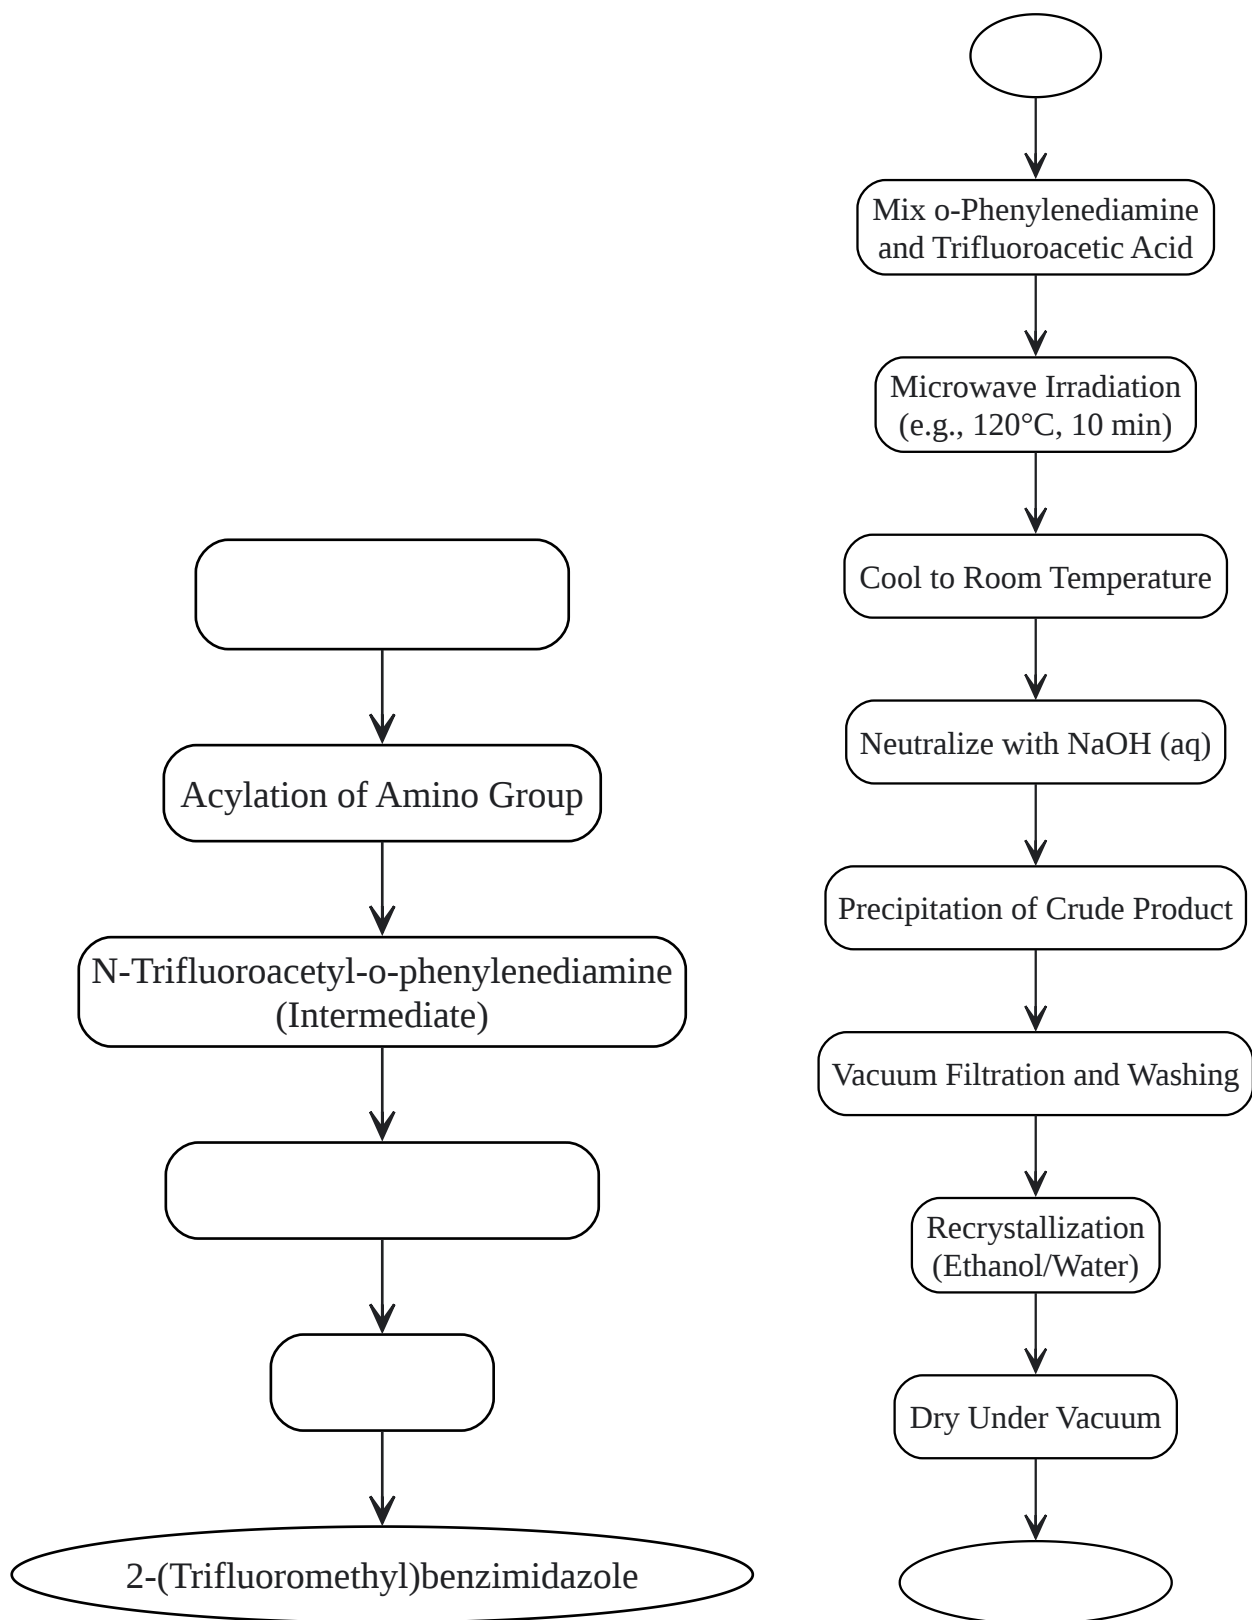 Acylation of Amino Group
N-Trifluoroacetyl-o-phenylenediamine
(Intermediate)
2-(Trifluoromethyl)benzimidazole
Mix o-Phenylenediamine
and Trifluoroacetic Acid
Microwave Irradiation
(e.g., 120°C, 10 min)
Cool to Room Temperature
Neutralize with NaOH (aq)
Precipitation of Crude Product
Vacuum Filtration and Washing
Recrystallization
(Ethanol/Water)
Dry Under Vacuum